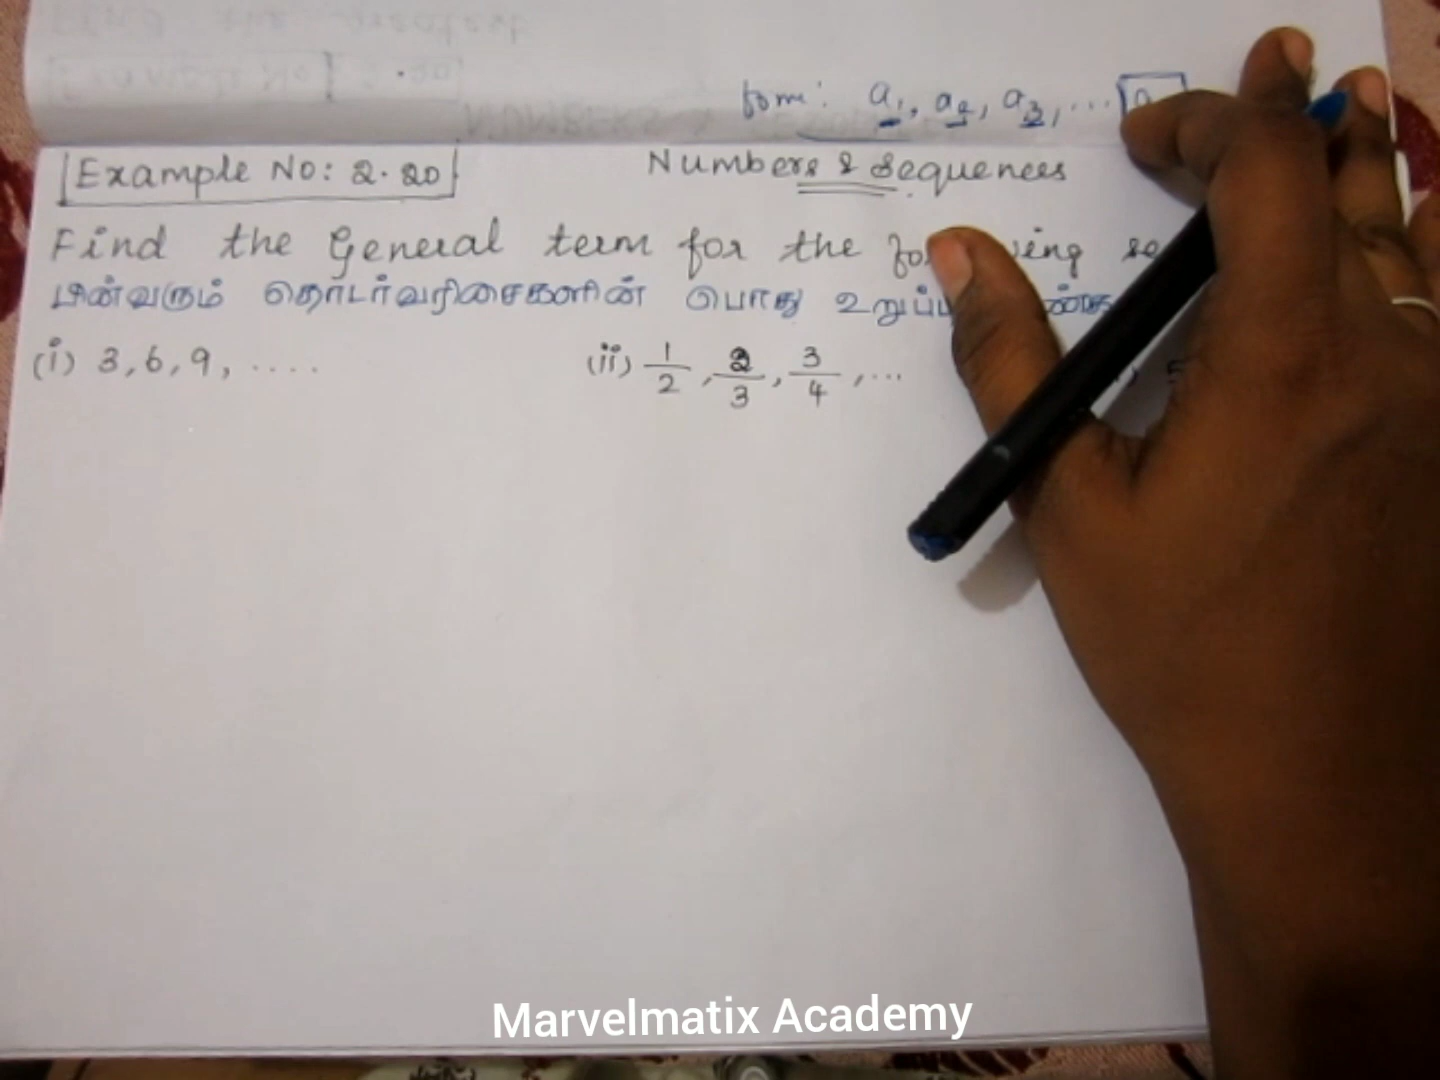 form: a₁, a₂, a₃, ...
Example No: 2.20
Numbers & Sequences
Find the General term for the
பின்வரும் தொடர்வரிசைகளின் பொது
(i) 3, 6, 9, ....
(ii) 1/2, 2/3, 3/4, ...
Marvelmatix Academy